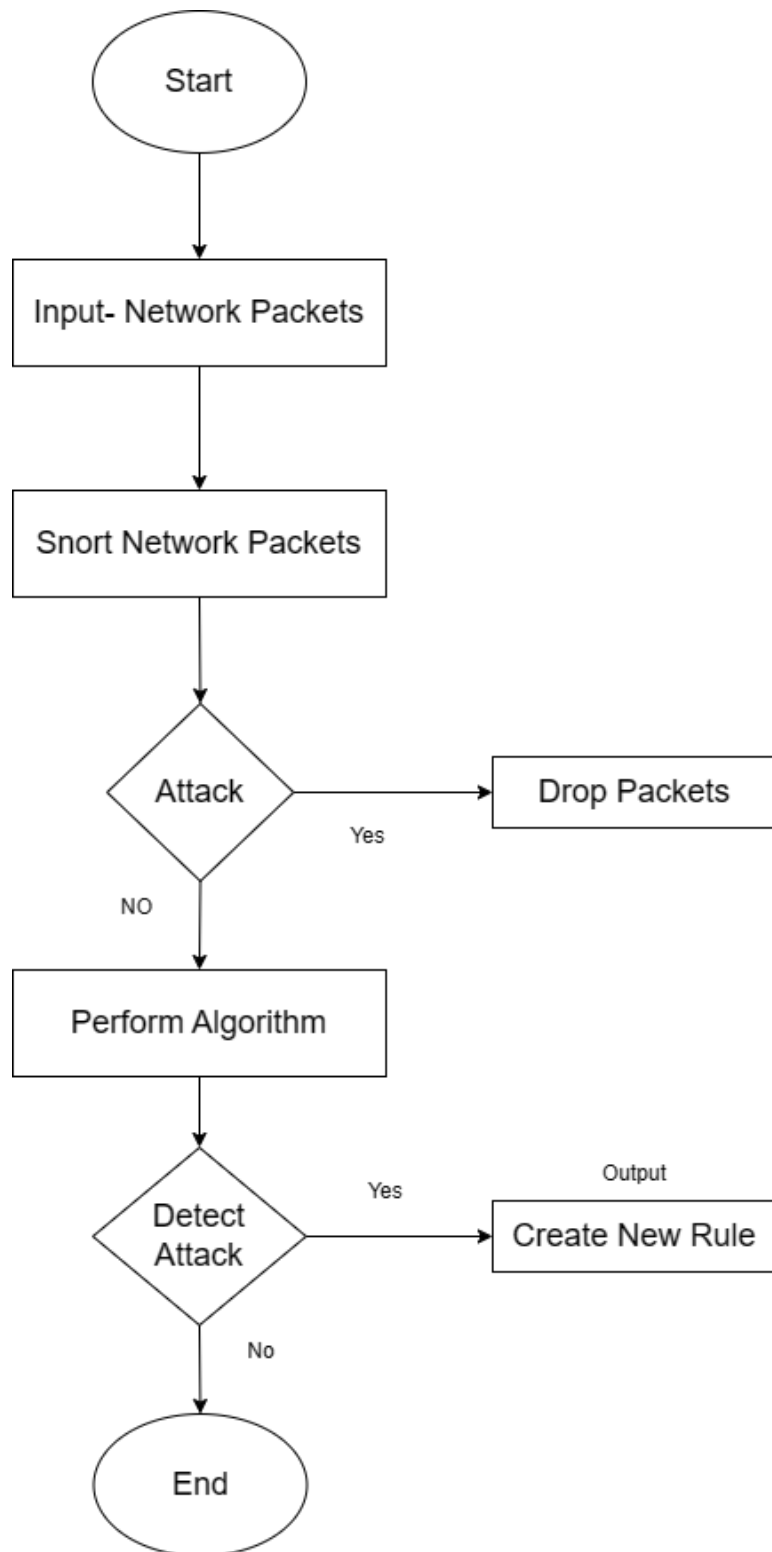 Start
Input- Network Packets
Snort Network Packets
Attack
Yes
Drop Packets
NO
Perform Algorithm
Detect
Attack
Yes
Output
Create New Rule
No
End